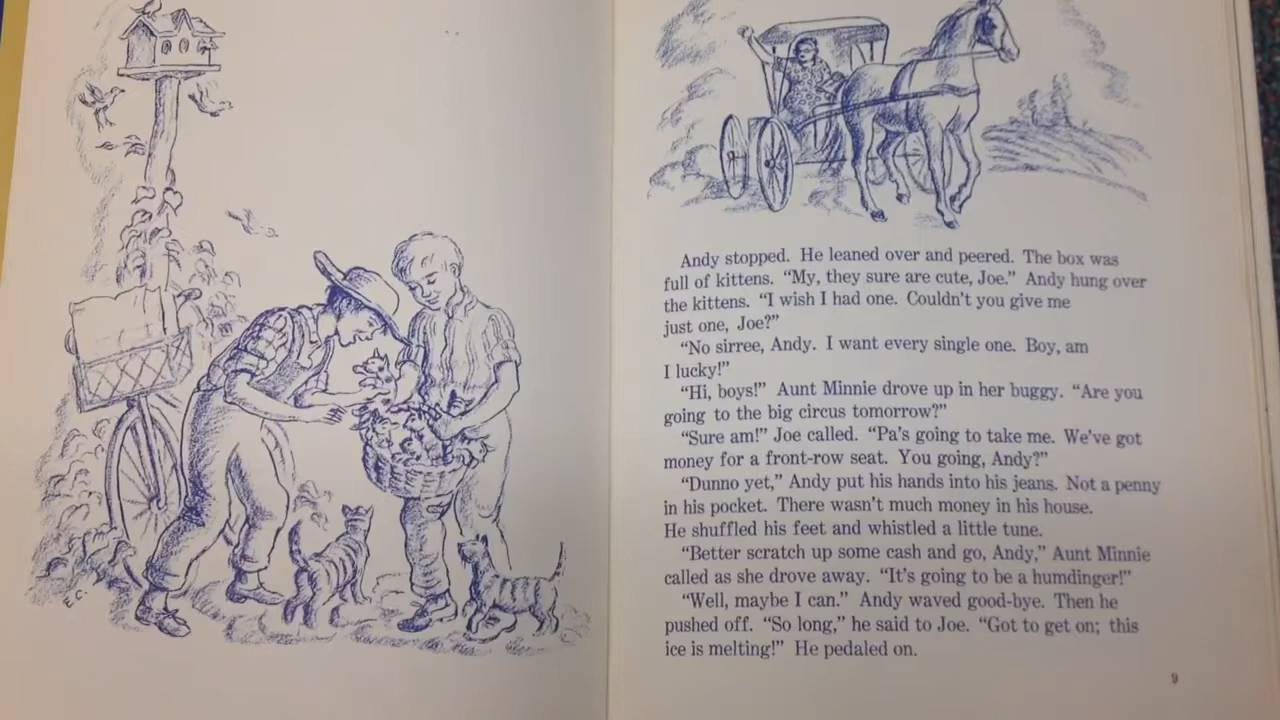 E.C.
Andy stopped. He leaned over and peered. The box was
full of kittens. “My, they sure are cute, Joe.” Andy hung over
the kittens. “I wish I had one. Couldn’t you give me
just one, Joe?”
“No sirree, Andy. I want every single one. Boy, am
I lucky!”
“Hi, boys!” Aunt Minnie drove up in her buggy. “Are you
going to the big circus tomorrow?”
“Sure am!” Joe called. “Pa’s going to take me. We’ve got
money for a front-row seat. You going, Andy?”
“Dunno yet,” Andy put his hands into his jeans. Not a penny
in his pocket. There wasn’t much money in his house.
He shuffled his feet and whistled a little tune.
“Better scratch up some cash and go, Andy,” Aunt Minnie
called as she drove away. “It’s going to be a humdinger!”
“Well, maybe I can.” Andy waved good-bye. Then he
pushed off. “So long,” he said to Joe. “Got to get on; this
ice is melting!” He pedaled on.
9